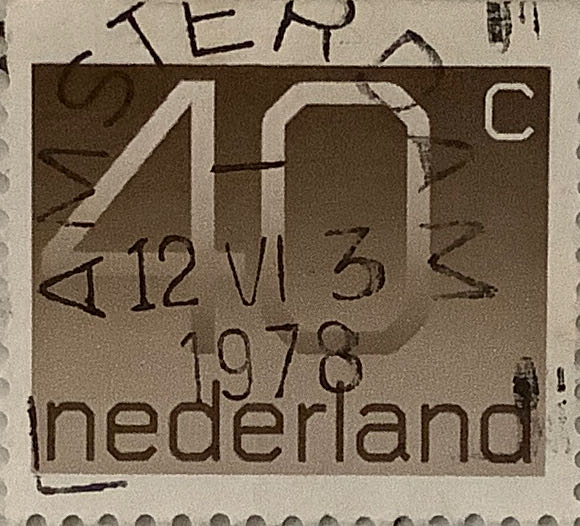 AMSTERDAM
40 c
12 VI 3
1978
nederland